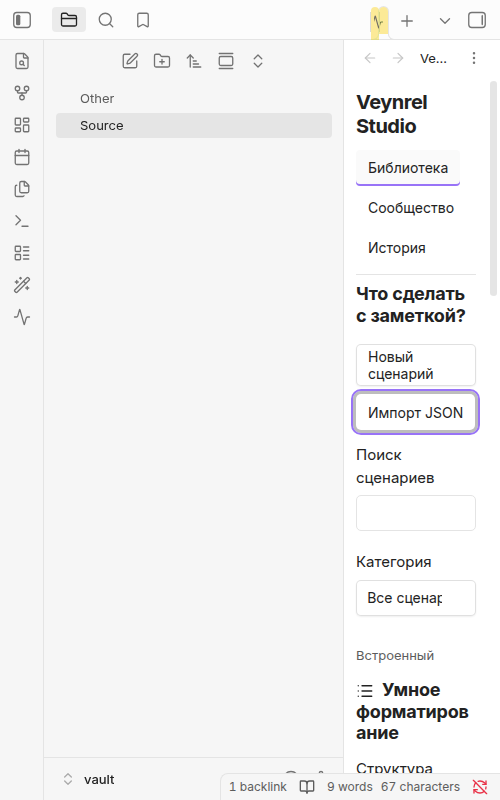 Ve...
Other
Source
Veynrel
Studio
Библиотека
Сообщество
История
Что сделать
с заметкой?
Новый
сценарий
Импорт JSON
Поиск
сценариев
Категория
Все сценар
Встроенный
Умное
форматиров
ание
Структура
vault
1 backlink
9 words
67 characters